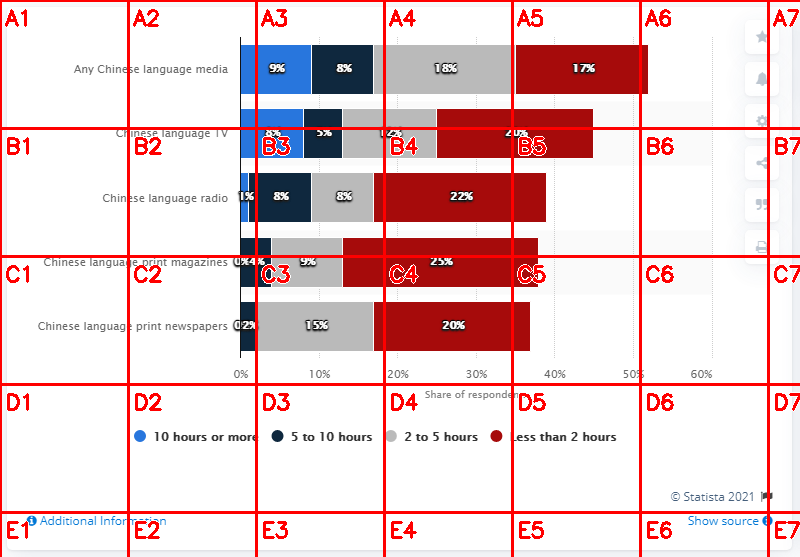 A1 A2 A3 A4 A5 A6 A7
Any Chinese language media 9% 8% 18% 17%
Chinese language TV 8% 5% 12% 20%
B1 B2 B3 B4 B5 B6 B7
Chinese language radio 1% 8% 8% 22%
Chinese language print magazines 0% 4% 9% 25%
C1 C2 C3 C4 C5 C6 C7
Chinese language print newspapers 0% 2% 15% 20%
0% 10% 20% 30% 40% 50% 60%
Share of respondents
D1 D2 D3 D4 D5 D6 D7
10 hours or more 5 to 10 hours 2 to 5 hours Less than 2 hours
© Statista 2021
Additional Information Show source
E1 E2 E3 E4 E5 E6 E7